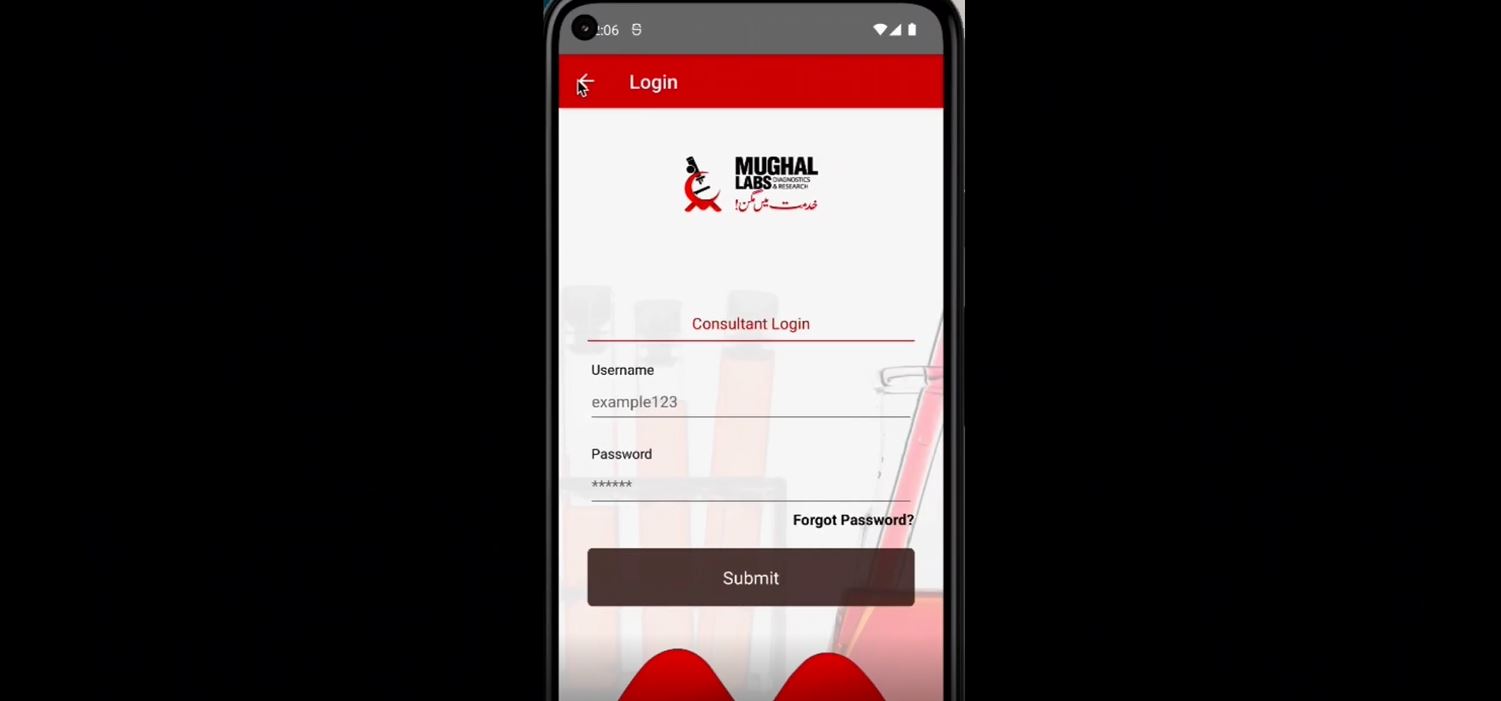 :06
Login
MUGHAL
LABS DIAGNOSTICS & RESEARCH
خدمت میں مگن!
Consultant Login
Username
example123
Password
******
Forgot Password?
Submit